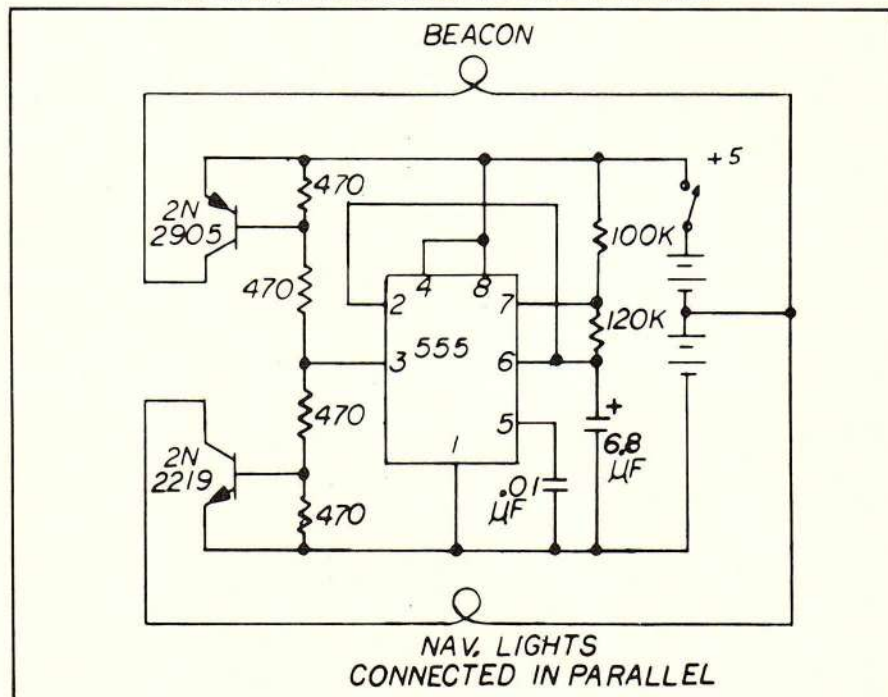 BEACON
+5
470
2N
2905
470
100K
4
8
2
7
120K
3
555
6
470
5
+
6.8
µF
1
2N
2219
.01
µF
470
NAV. LIGHTS
CONNECTED IN PARALLEL